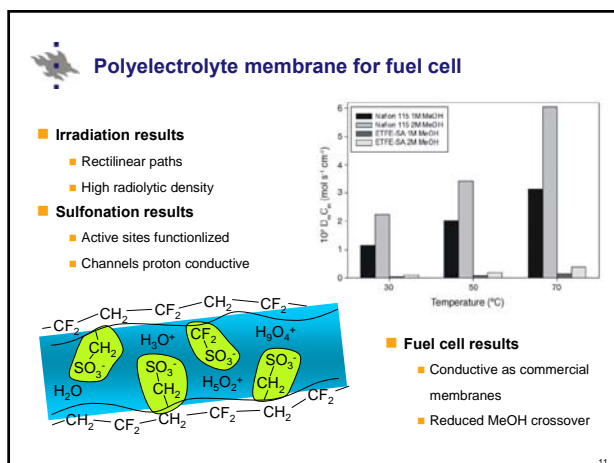 Polyelectrolyte membrane for fuel cell
Irradiation results
Rectilinear paths
High radiolytic density
Sulfonation results
Active sites functionlized
Channels proton conductive
Nafion 115 1M MeOH
Nafion 115 2M MeOH
ETFE-SA 1M MeOH
ETFE-SA 2M MeOH
6
5
4
3
2
1
0
30 50 70
Temperature (ºC)
CF₂ CH₂ CF₂ CH₂ CF₂
CH₂ SO₃⁻
H₃O⁺
CF₂ SO₃⁻
H₉O₄⁺
H₂O
SO₃⁻ CH₂
H₅O₂⁺
SO₃⁻ CH₂
CH₂ CF₂ CH₂ CF₂ CH₂ CF₂
Fuel cell results
Conductive as commercial
membranes
Reduced MeOH crossover
11